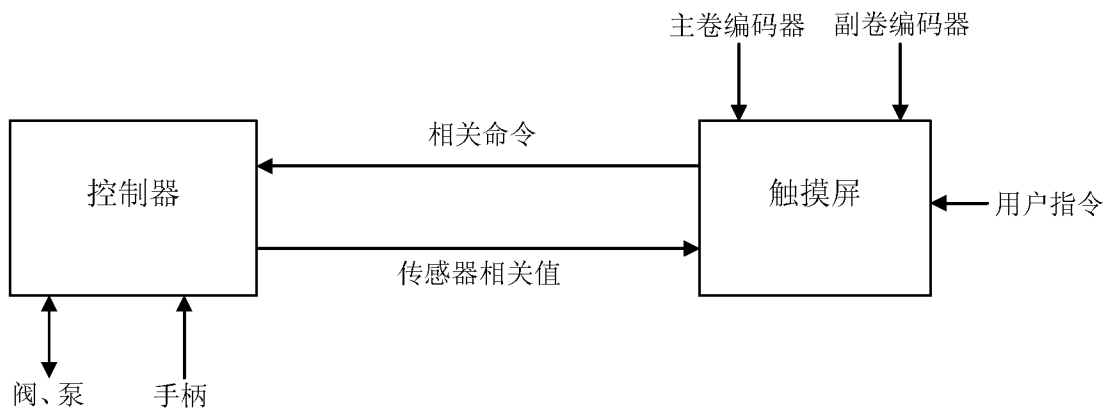 主卷编码器 副卷编码器
相关命令
控制器
触摸屏
用户指令
传感器相关值
阀、泵
手柄